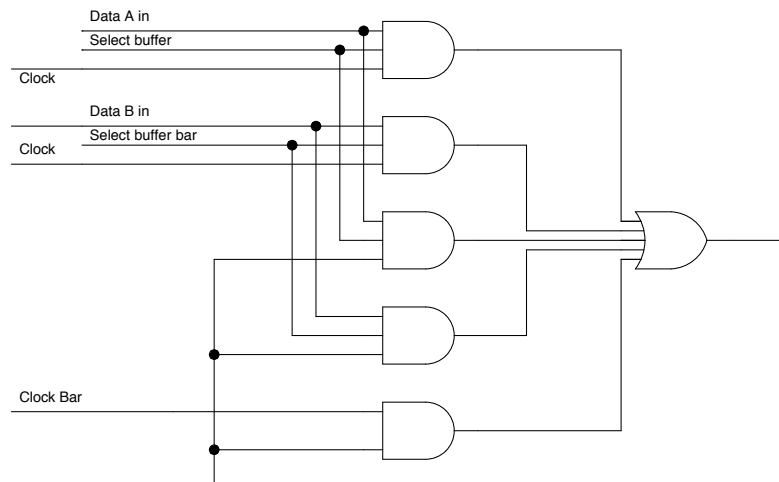 Data A in
Select buffer
Clock
Data B in
Select buffer bar
Clock
Clock Bar